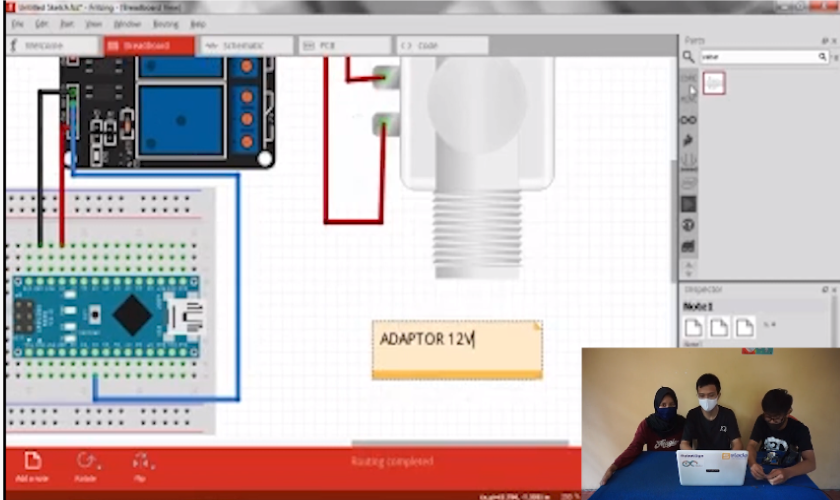 Untitled Sketch.fzz* - Fritzing - [Breadboard View]
File Edit Part View Window Routing Help
Welcome Breadboard Schematic PCB Code
Parts
Inspector
Note1
ADAPTOR 12V
Routing completed
Add a note Rotate Flip